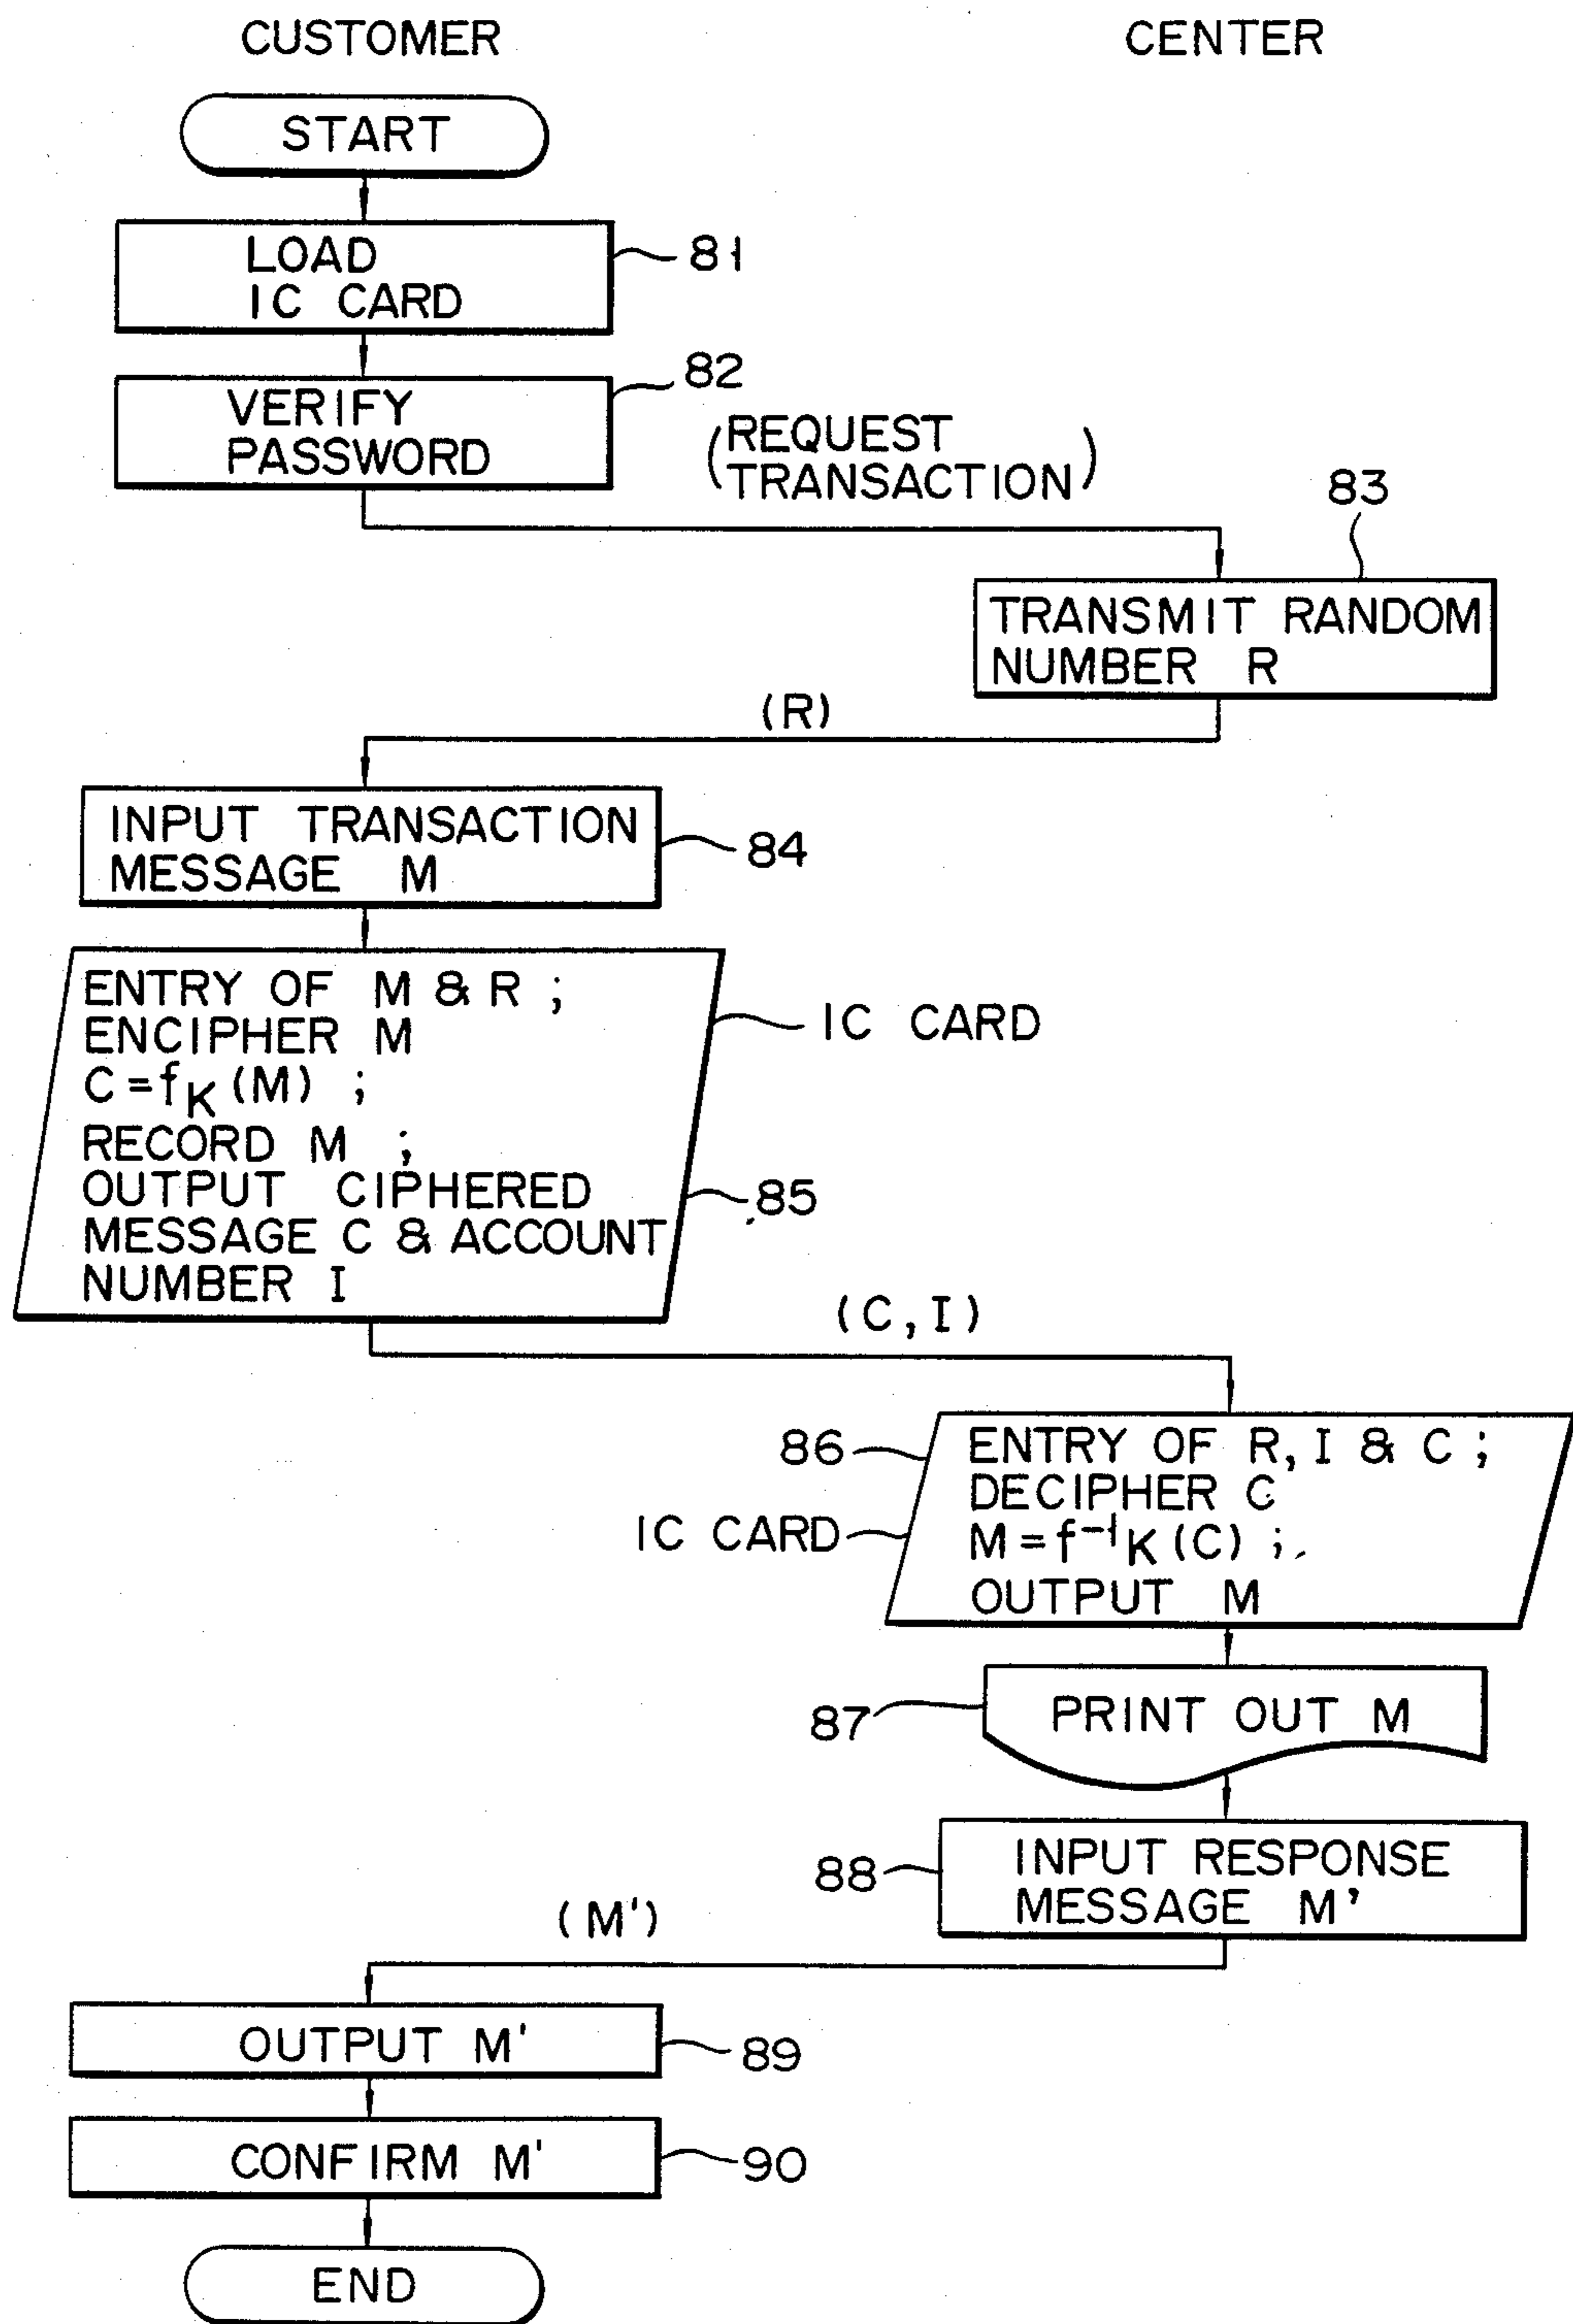 CUSTOMER
CENTER
START
LOAD
IC CARD
81
VERIFY
PASSWORD
82
(REQUEST
TRANSACTION)
83
TRANSMIT RANDOM
NUMBER R
(R)
INPUT TRANSACTION
MESSAGE M
84
ENTRY OF M & R ;
ENCIPHER M
C=fK(M) ;
RECORD M ;
OUTPUT CIPHERED
MESSAGE C & ACCOUNT
NUMBER I
IC CARD
85
(C,I)
86
IC CARD
ENTRY OF R, I & C ;
DECIPHER C
M=f⁻¹K(C) ;
OUTPUT M
87
PRINT OUT M
88
INPUT RESPONSE
MESSAGE M'
(M')
OUTPUT M'
89
CONFIRM M'
90
END